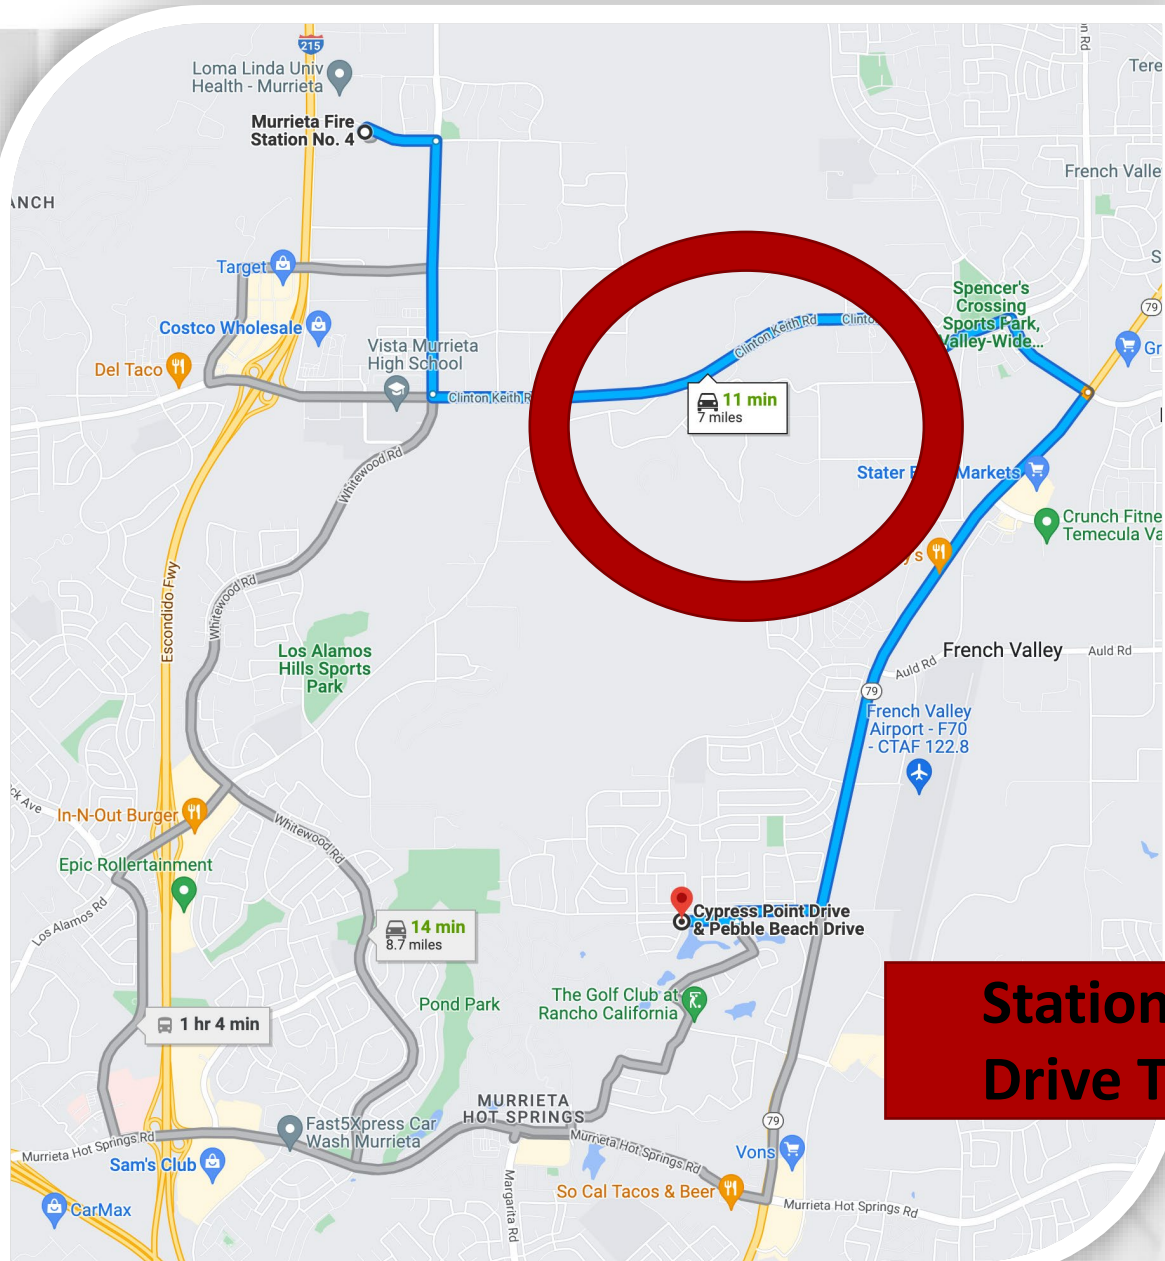 215
Loma Linda Univ
Health - Murrieta
Murrieta Fire
Station No. 4
Tere
French Valle
ANCH
S
Target
Spencer's
Crossing
Sports Park,
Valley-Wide...
79
Costco Wholesale
Clinton Keith Rd
Clinto
Gr
Vista Murrieta
High School
Del Taco
Clinton Keith R
11 min
7 miles
Whitewood Rd
Stater B
Markets
Crunch Fitne
Temecula Va
y's
Escondido Fwy
Whitewood Rd
Los Alamos
Hills Sports
Park
French Valley
Auld Rd
Auld Rd
79
French Valley
Airport - F70
- CTAF 122.8
ck Ave
In-N-Out Burger
Whitewood Rd
Epic Rollertainment
Los Alamos Rd
Cypress Point Drive
& Pebble Beach Drive
14 min
8.7 miles
The Golf Club at
Rancho California
Pond Park
Station
Drive T
1 hr 4 min
MURRIETA
HOT SPRINGS
Fast5Xpress Car
Wash Murrieta
79
Murrieta Hot Springs Rd
Murrieta Hot Springs Rd
Vons
Sam's Club
Margarita Rd
So Cal Tacos & Beer
Murrieta Hot Springs Rd
CarMax